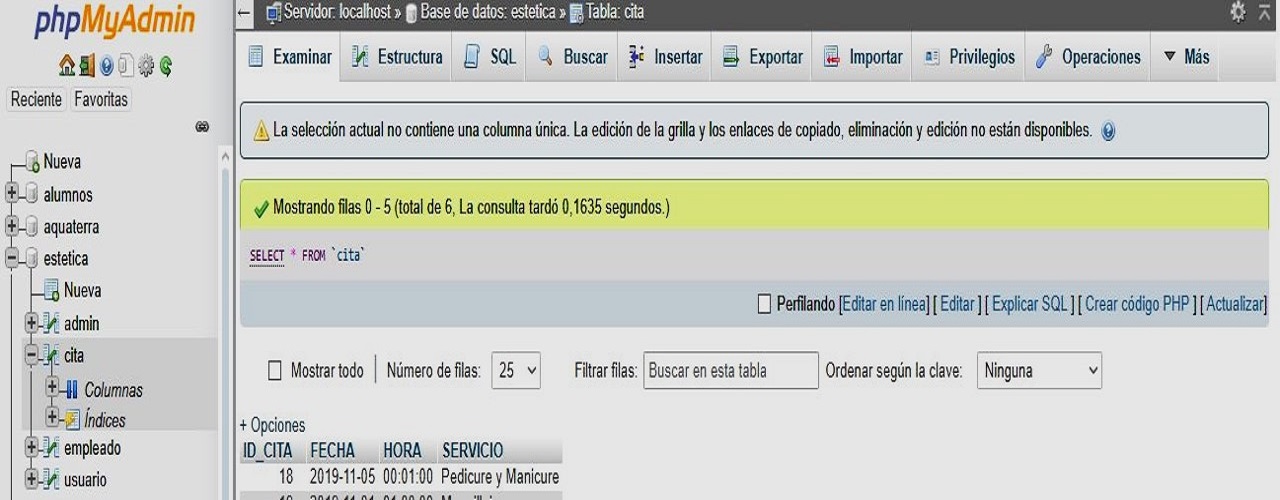 phpMyAdmin
Reciente Favoritas
Nueva
alumnos
aquaterra
estetica
Nueva
admin
cita
Columnas
Índices
empleado
usuario
Servidor: localhost » Base de datos: estetica » Tabla: cita
Examinar Estructura SQL Buscar Insertar Exportar Importar Privilegios Operaciones Más
La selección actual no contiene una columna única. La edición de la grilla y los enlaces de copiado, eliminación y edición no están disponibles.
Mostrando filas 0 - 5 (total de 6, La consulta tardó 0,1635 segundos.)
SELECT * FROM `cita`
Perfilando [Editar en línea] [ Editar ] [ Explicar SQL ] [ Crear código PHP ] [ Actualizar]
Mostrar todo Número de filas: 25 Filtrar filas: Buscar en esta tabla Ordenar según la clave: Ninguna
+ Opciones
ID_CITA FECHA HORA SERVICIO
18 2019-11-05 00:01:00 Pedicure y Manicure